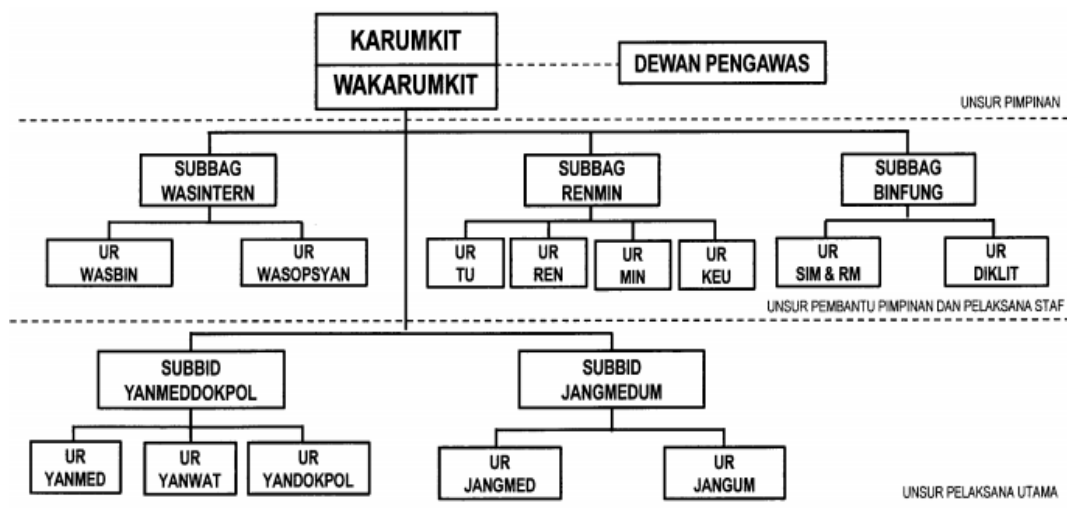 KARUMKIT
WAKARUMKIT
DEWAN PENGAWAS
UNSUR PIMPINAN
SUBBAG
WASINTERN
SUBBAG
RENMIN
SUBBAG
BINFUNG
UR
WASBIN
UR
WASOPSYAN
UR
TU
UR
REN
UR
MIN
UR
KEU
UR
SIM & RM
UR
DIKLIT
UNSUR PEMBANTU PIMPINAN DAN PELAKSANA STAF
SUBBID
YANMEDDOKPOL
SUBBID
JANGMEDUM
UR
YANMED
UR
YANWAT
UR
YANDOKPOL
UR
JANGMED
UR
JANGUM
UNSUR PELAKSANA UTAMA